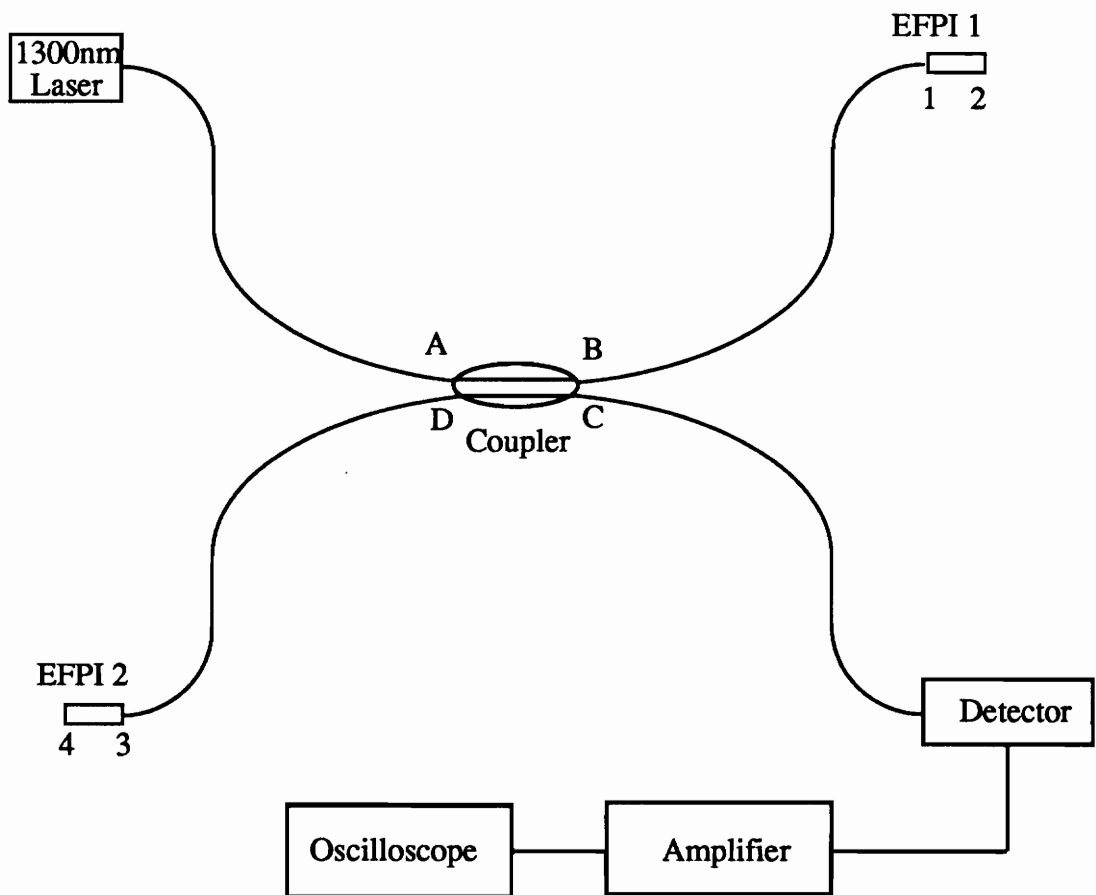 EFPI 1
1300nm
Laser
1 2
A
B
D
C
Coupler
EFPI 2
4 3
Detector
Oscilloscope
Amplifier